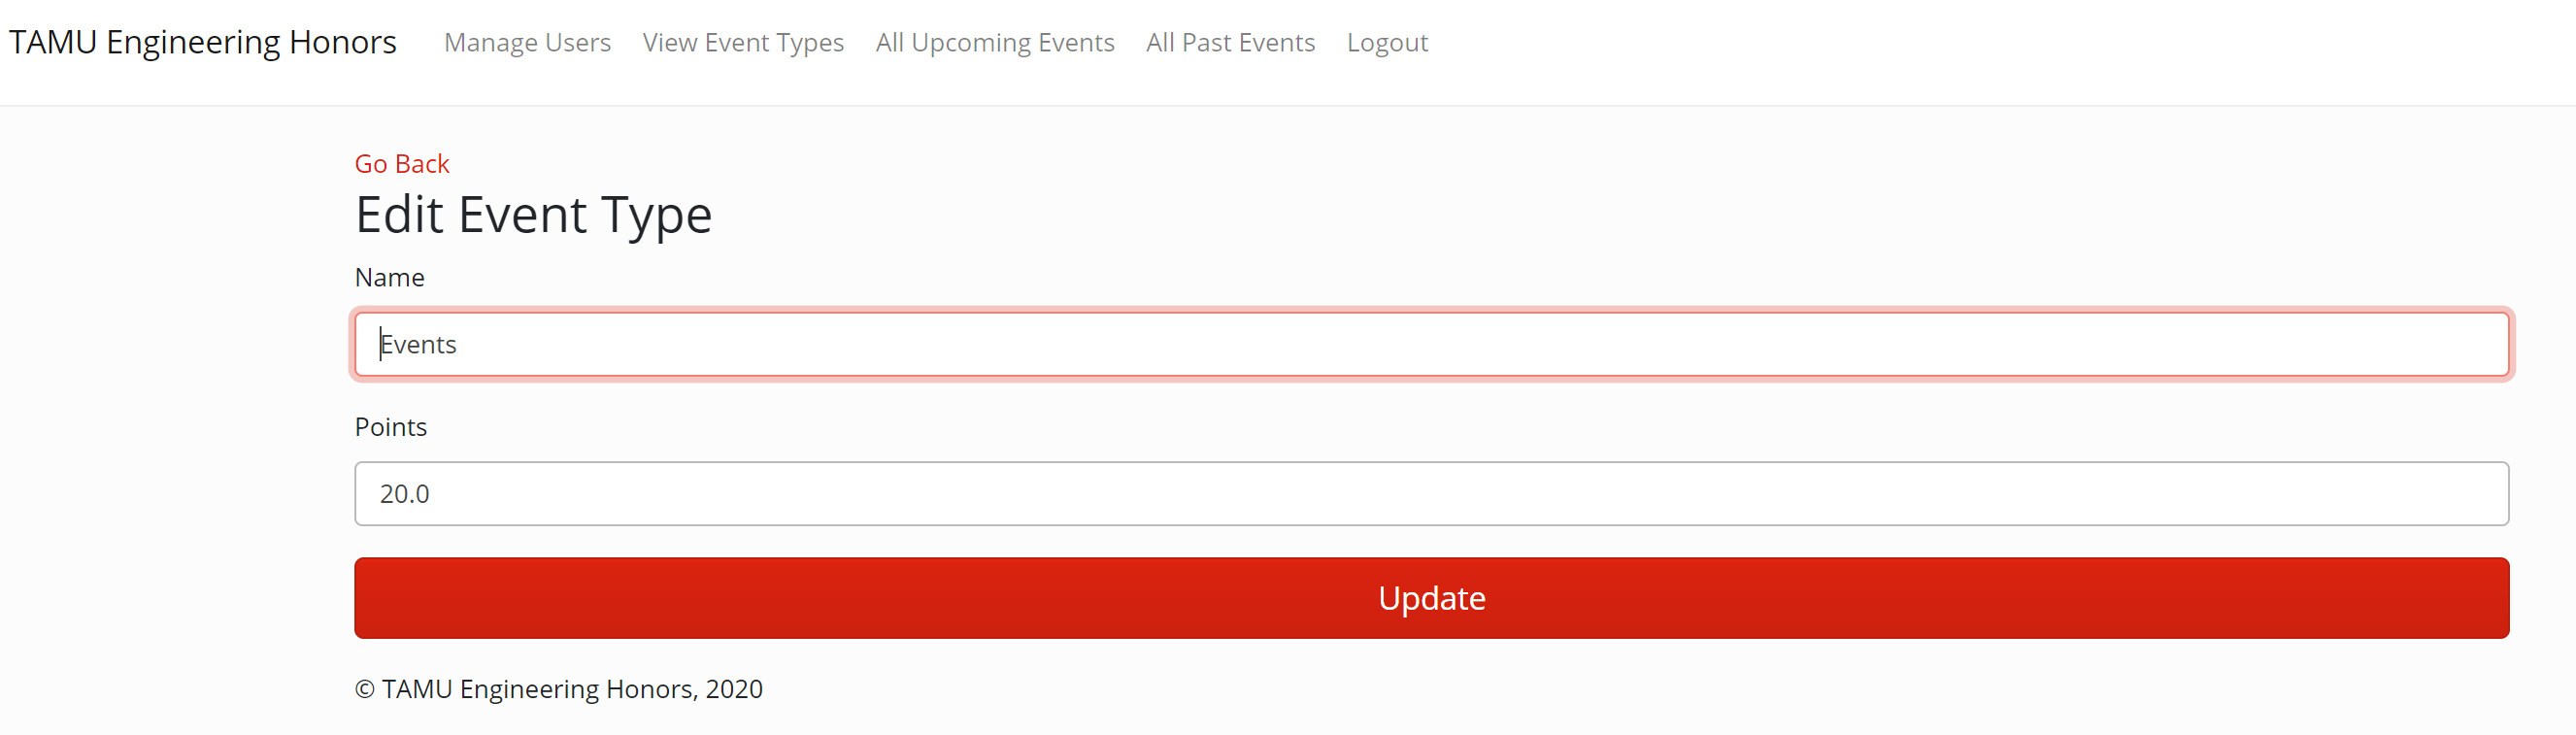 TAMU Engineering Honors Manage Users View Event Types All Upcoming Events All Past Events Logout
Go Back
Edit Event Type
Name
Events
Points
20.0
Update
© TAMU Engineering Honors, 2020